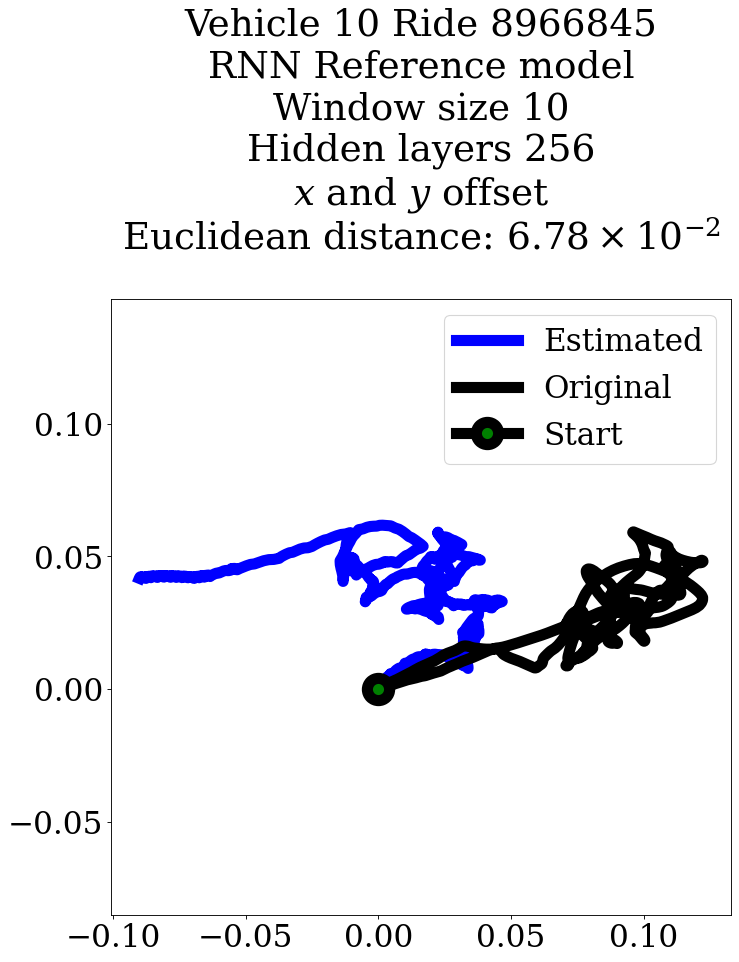 Vehicle 10 Ride 8966845
RNN Reference model
Window size 10
Hidden layers 256
x and y offset
Euclidean distance: 6.78 × 10⁻²
Estimated
Original
Start
0.10
0.05
0.00
−0.05
−0.10 −0.05 0.00 0.05 0.10